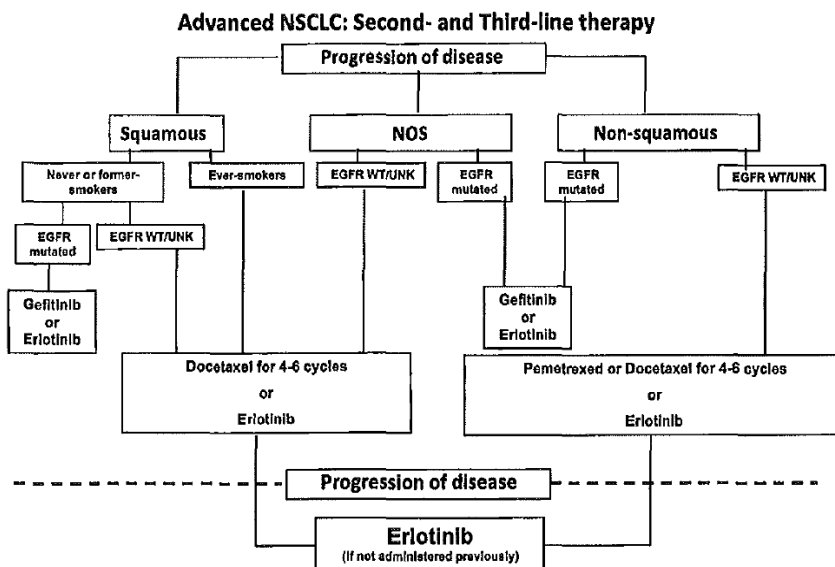 Advanced NSCLC: Second- and Third-line therapy
Progression of disease
Squamous
NOS
Non-squamous
Never or former-
smokers
Ever-smokers
EGFR WT/UNK
EGFR
mutated
EGFR
mutated
EGFR WT/UNK
EGFR
mutated
EGFR WT/UNK
Gefitinib
or
Erlotinib
Gefitinib
or
Erlotinib
Docetaxel for 4-6 cycles
or
Erlotinib
Pemetrexed or Docetaxel for 4-6 cycles
or
Erlotinib
Progression of disease
Erlotinib
(if not administered previously)